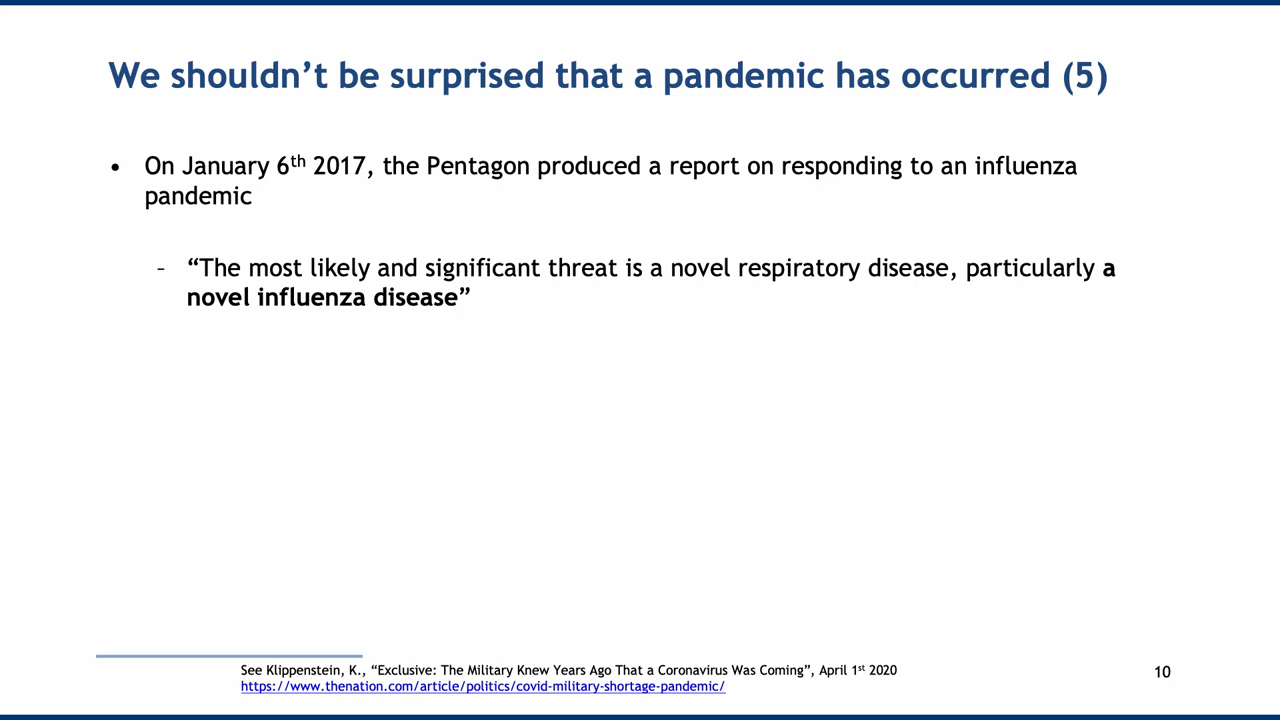 We shouldn’t be surprised that a pandemic has occurred (5)
• On January 6th 2017, the Pentagon produced a report on responding to an influenza
pandemic
– “The most likely and significant threat is a novel respiratory disease, particularly a
novel influenza disease”
See Klippenstein, K., “Exclusive: The Military Knew Years Ago That a Coronavirus Was Coming”, April 1st 2020
https://www.thenation.com/article/politics/covid-military-shortage-pandemic/
10